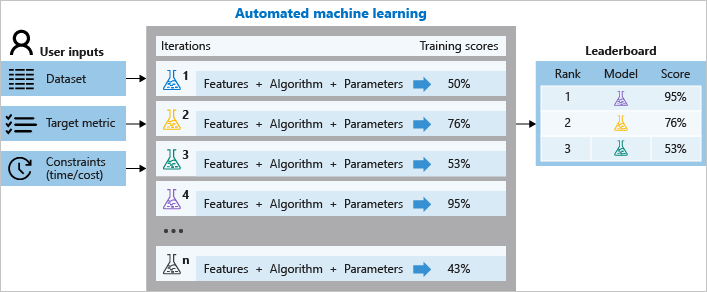 Automated machine learning
User inputs
Dataset
Target metric
Constraints
(time/cost)
Iterations Training scores
1 Features + Algorithm + Parameters 50%
2 Features + Algorithm + Parameters 76%
3 Features + Algorithm + Parameters 53%
4 Features + Algorithm + Parameters 95%
•••
n Features + Algorithm + Parameters 43%
Leaderboard
Rank Model Score
1 95%
2 76%
3 53%